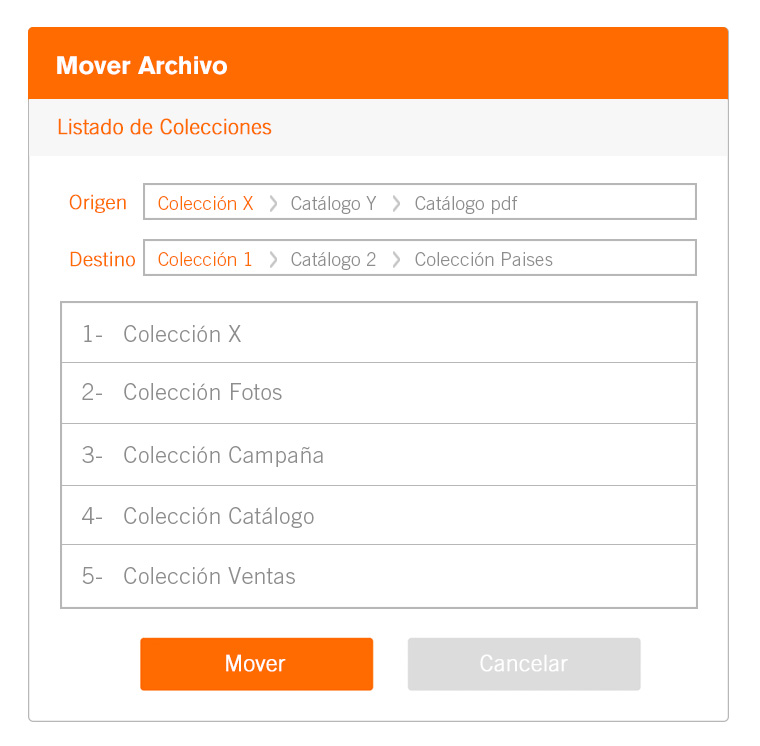 Mover Archivo
Listado de Colecciones
Origen Colección X > Catálogo Y > Catálogo pdf
Destino Colección 1 > Catálogo 2 > Colección Paises
1- Colección X
2- Colección Fotos
3- Colección Campaña
4- Colección Catálogo
5- Colección Ventas
Mover Cancelar